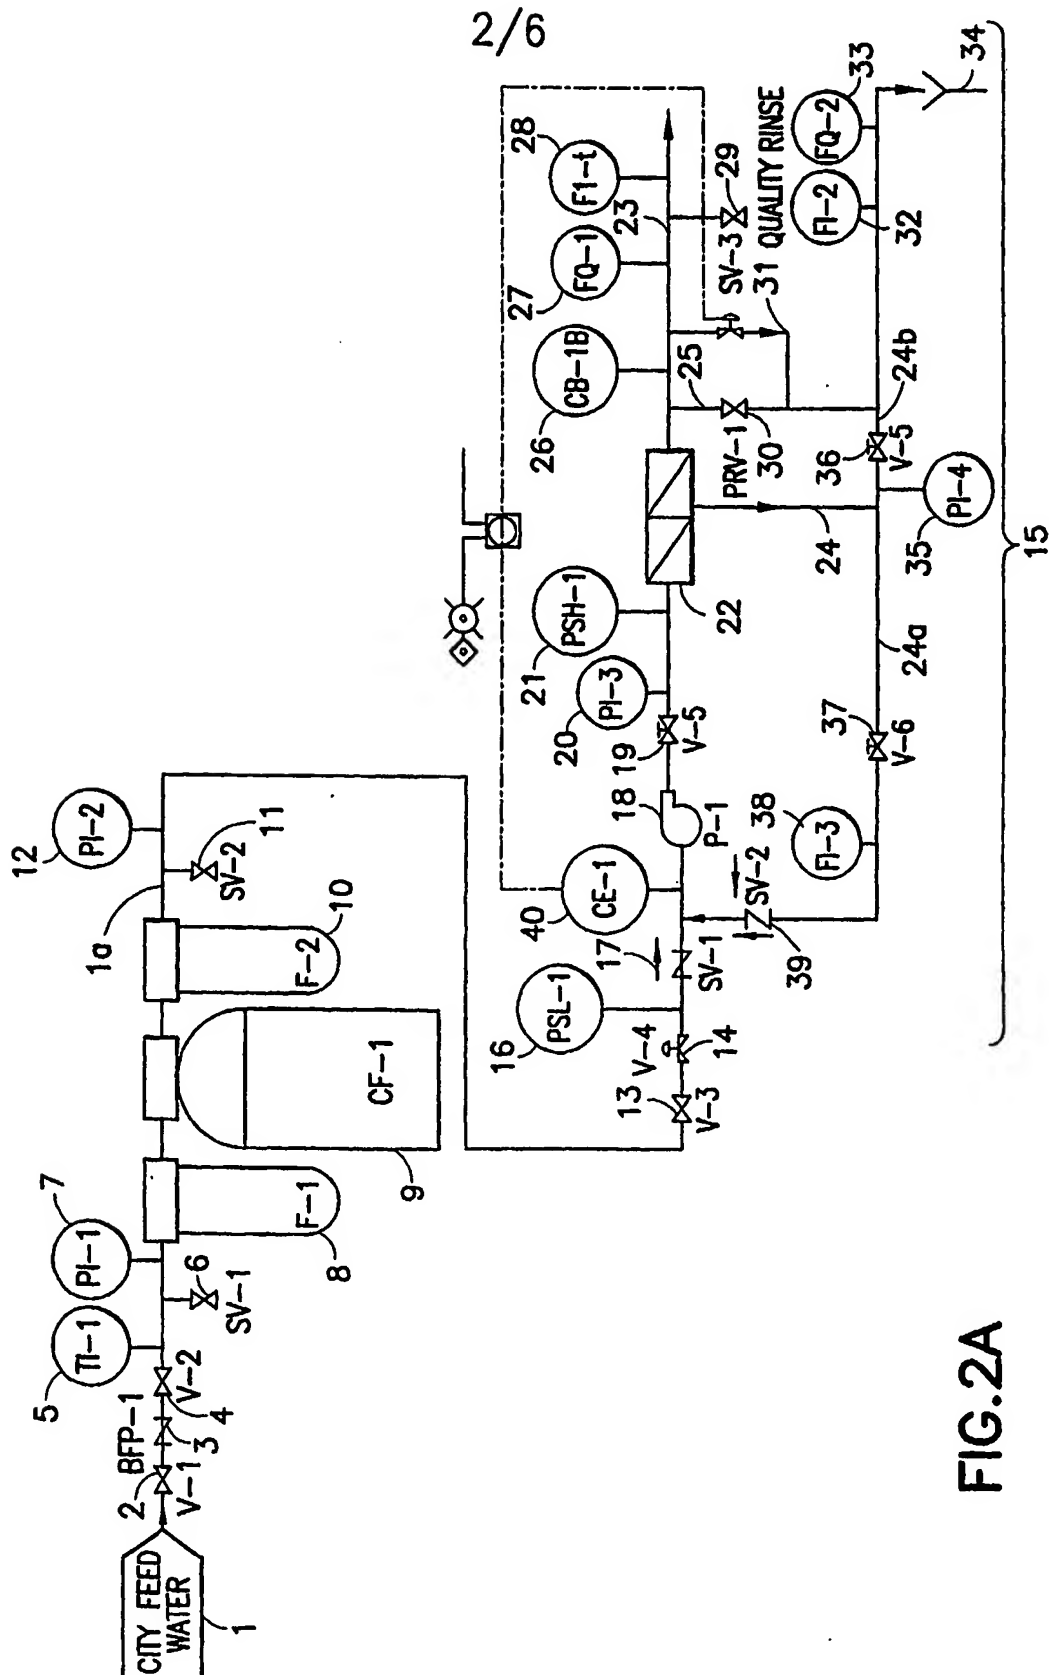 2/6
CITY FEED
WATER
1
2
V-1
BFP-1
3
4
V-2
5
TI-1
6
SV-1
7
PI-1
8
F-1
9
CF-1
10
F-2
1a
11
SV-2
12
PI-2
13
V-3
14
V-4
15
16
PSL-1
17
SV-1
40
CE-1
18
P-1
19
V-5
20
PI-3
21
PSH-1
22
26
CB-1B
27
FQ-1
28
F1-t
23
29
SV-3
25
PRV-1
30
31
QUALITY RINSE
24
24a
24b
32
FI-2
33
FQ-2
34
35
PI-4
36
V-5
37
V-6
38
FI-3
39
SV-2
FIG.2A